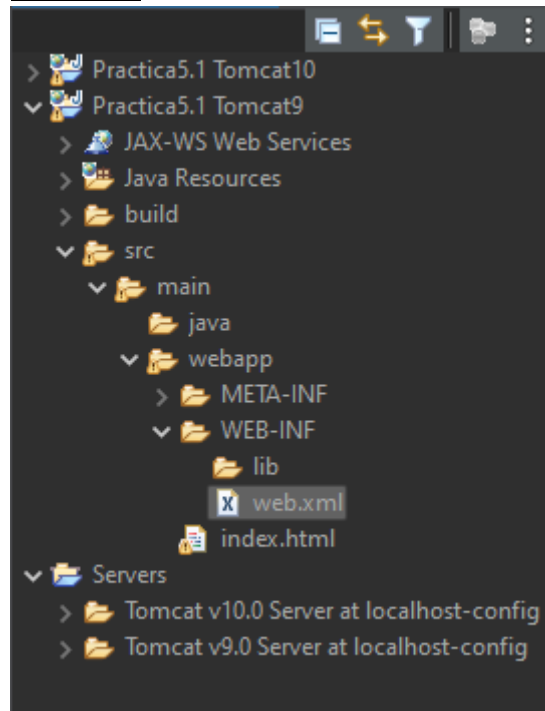 Practica5.1 Tomcat10
Practica5.1 Tomcat9
JAX-WS Web Services
Java Resources
build
src
main
java
webapp
META-INF
WEB-INF
lib
web.xml
index.html
Servers
Tomcat v10.0 Server at localhost-config
Tomcat v9.0 Server at localhost-config